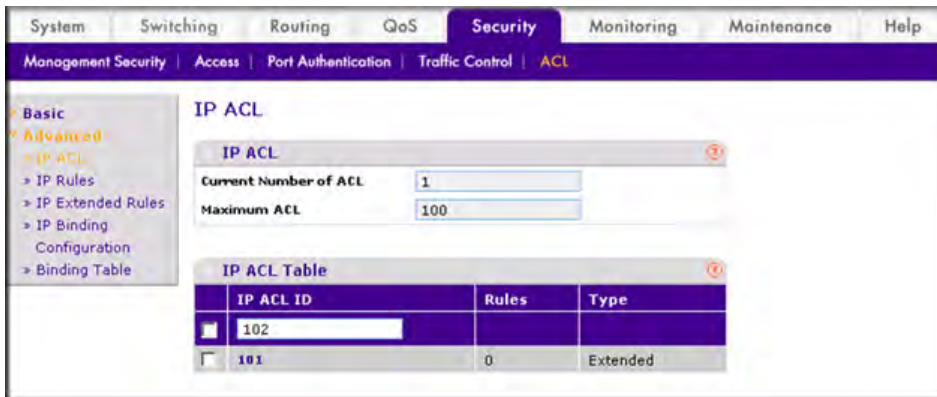 System Switching Routing QoS Security Monitoring Maintenance Help
Management Security Access Port Authentication Traffic Control ACL
Basic
Advanced
» IP ACL
» IP Rules
» IP Extended Rules
» IP Binding
Configuration
» Binding Table
IP ACL
IP ACL
Current Number of ACL 1
Maximum ACL 100
IP ACL Table
IP ACL ID Rules Type
102
101 0 Extended